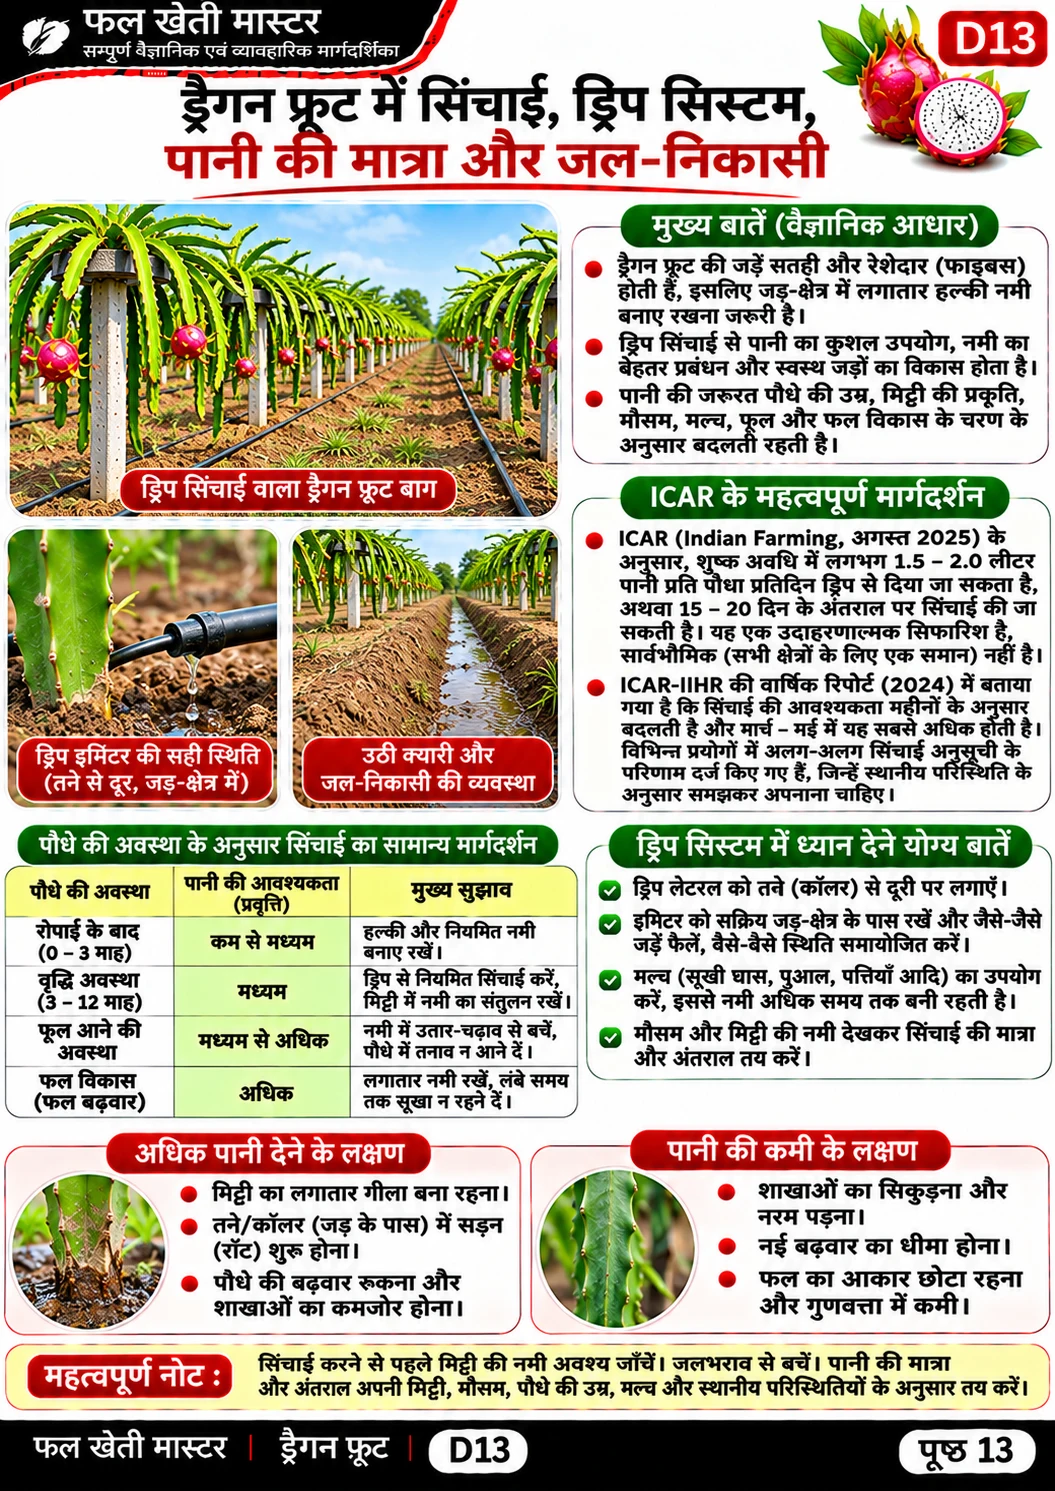 फल खेती मास्टर
सम्पूर्ण वैज्ञानिक एवं व्यावहारिक मार्गदर्शिका
D13
ड्रैगन फ्रूट में सिंचाई, ड्रिप सिस्टम,
पानी की मात्रा और जल-निकासी
ड्रिप सिंचाई वाला ड्रैगन फ्रूट बाग
ड्रिप इमिंटर की सही स्थिति
(तने से दूर, जड़-क्षेत्र में)
उठी क्यारी और
जल-निकासी की व्यवस्था
मुख्य बातें (वैज्ञानिक आधार)
ड्रैगन फ्रूट की जड़ें सतही और रेशेदार (फाइबस)
होती हैं, इसलिए जड़-क्षेत्र में लगातार हल्की नमी
बनाए रखना जरूरी है।
ड्रिप सिंचाई से पानी का कुशल उपयोग, नमी का
बेहतर प्रबंधन और स्वस्थ जड़ों का विकास होता है।
पानी की जरूरत पौधे की उम्र, मिट्टी की प्रकृति,
मौसम, मल्च, फूल और फल विकास के चरण के
अनुसार बदलती रहती है।
ICAR के महत्वपूर्ण मार्गदर्शन
ICAR (Indian Farming, अगस्त 2025) के
अनुसार, शुष्क अवधि में लगभग 1.5 – 2.0 लीटर
पानी प्रति पौधा प्रतिदिन ड्रिप से दिया जा सकता है,
अथवा 15 – 20 दिन के अंतराल पर सिंचाई की जा
सकती है। यह एक उदाहरणात्मक सिफारिश है,
सार्वभौमिक (सभी क्षेत्रों के लिए एक समान) नहीं है।
ICAR-IIHR की वार्षिक रिपोर्ट (2024) में बताया
गया है कि सिंचाई की आवश्यकता महीनों के अनुसार
बदलती है और मार्च – मई में यह सबसे अधिक होती है।
विभिन्न प्रयोगों में अलग-अलग सिंचाई अनुसूची के
परिणाम दर्ज किए गए हैं, जिन्हें स्थानीय परिस्थिति के
अनुसार समझकर अपनाना चाहिए।
पौधे की अवस्था के अनुसार सिंचाई का सामान्य मार्गदर्शन
पौधे की अवस्था
पानी की आवश्यकता
(प्रवृत्ति)
मुख्य सुझाव
रोपाई के बाद
(0 – 3 माह)
कम से मध्यम
हल्की और नियमित नमी
बनाए रखें।
वृद्धि अवस्था
(3 – 12 माह)
मध्यम
ड्रिप से नियमित सिंचाई करें,
मिट्टी में नमी का संतुलन रखें।
फूल आने की
अवस्था
मध्यम से अधिक
नमी में उतार-चढ़ाव से बचें,
पौधे में तनाव न आने दें।
फल विकास
(फल बढ़वार)
अधिक
लगातार नमी रखें, लंबे समय
तक सूखा न रहने दें।
ड्रिप सिस्टम में ध्यान देने योग्य बातें
ड्रिप लेटरल को तने (कॉलर) से दूरी पर लगाएँ।
इमिटर को सक्रिय जड़-क्षेत्र के पास रखें और जैसे-जैसे
जड़ें फैलें, वैसे-वैसे स्थिति समायोजित करें।
मल्च (सूखी घास, पुआल, पत्तियाँ आदि) का उपयोग
करें, इससे नमी अधिक समय तक बनी रहती है।
मौसम और मिट्टी की नमी देखकर सिंचाई की मात्रा
और अंतराल तय करें।
अधिक पानी देने के लक्षण
मिट्टी का लगातार गीला बना रहना।
तने/कॉलर (जड़ के पास) में सड़न
(रॉट) शुरू होना।
पौधे की बढ़वार रुकना और
शाखाओं का कमजोर होना।
पानी की कमी के लक्षण
शाखाओं का सिकुड़ना और
नरम पड़ना।
नई बढ़वार का धीमा होना।
फल का आकार छोटा रहना
और गुणवत्ता में कमी।
महत्वपूर्ण नोट :
सिंचाई करने से पहले मिट्टी की नमी अवश्य जाँचें। जलभराव से बचें। पानी की मात्रा
और अंतराल अपनी मिट्टी, मौसम, पौधे की उम्र, मल्च और स्थानीय परिस्थितियों के अनुसार तय करें।
फल खेती मास्टर | ड्रैगन फ्रूट | D13
पृष्ठ 13